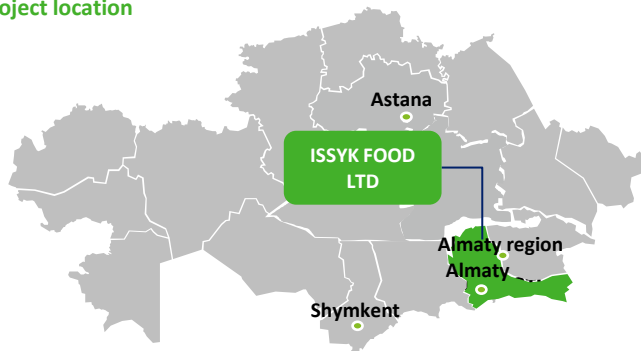 oject location
Astana
ISSYK FOOD
LTD
Almaty region
Almaty
Shymkent